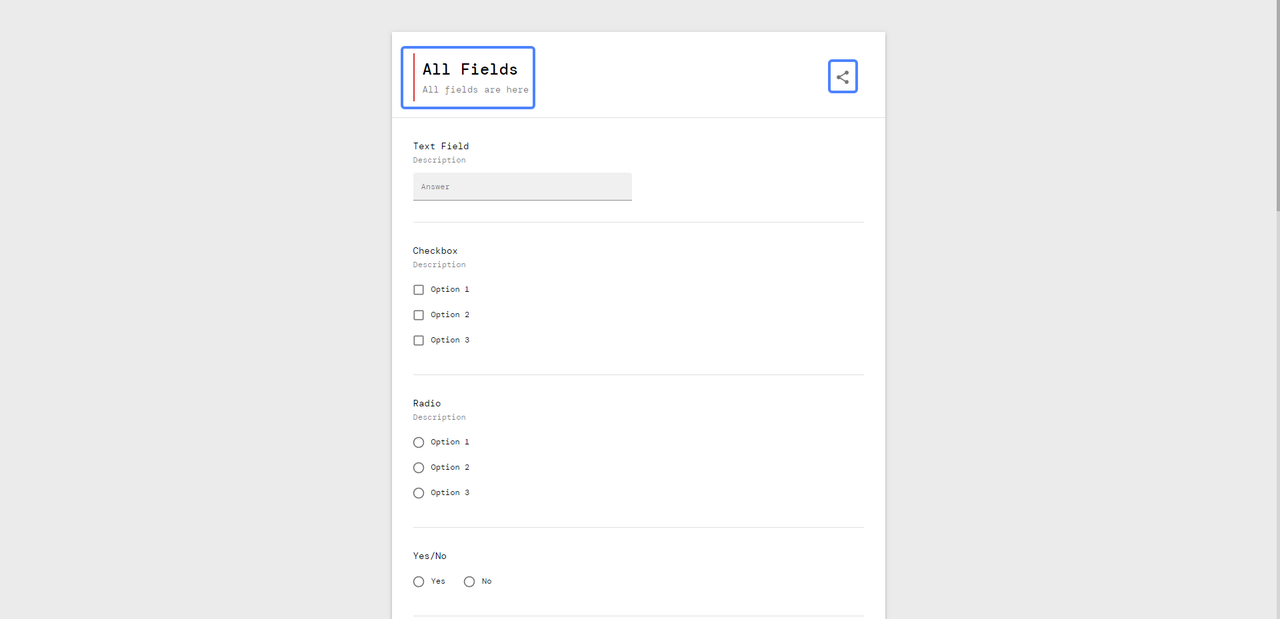 All Fields
All fields are here
Text Field
Description
Answer
Checkbox
Description
Option 1
Option 2
Option 3
Radio
Description
Option 1
Option 2
Option 3
Yes/No
Yes No